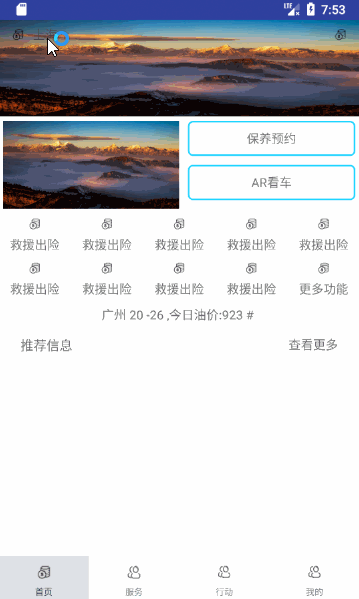 LTE 7:53
保养预约
AR看车
救援出险 救援出险 救援出险 救援出险 救援出险
救援出险 救援出险 救援出险 救援出险 更多功能
广州 20 -26 ,今日油价:923 #
推荐信息 查看更多
首页 服务 行动 我的